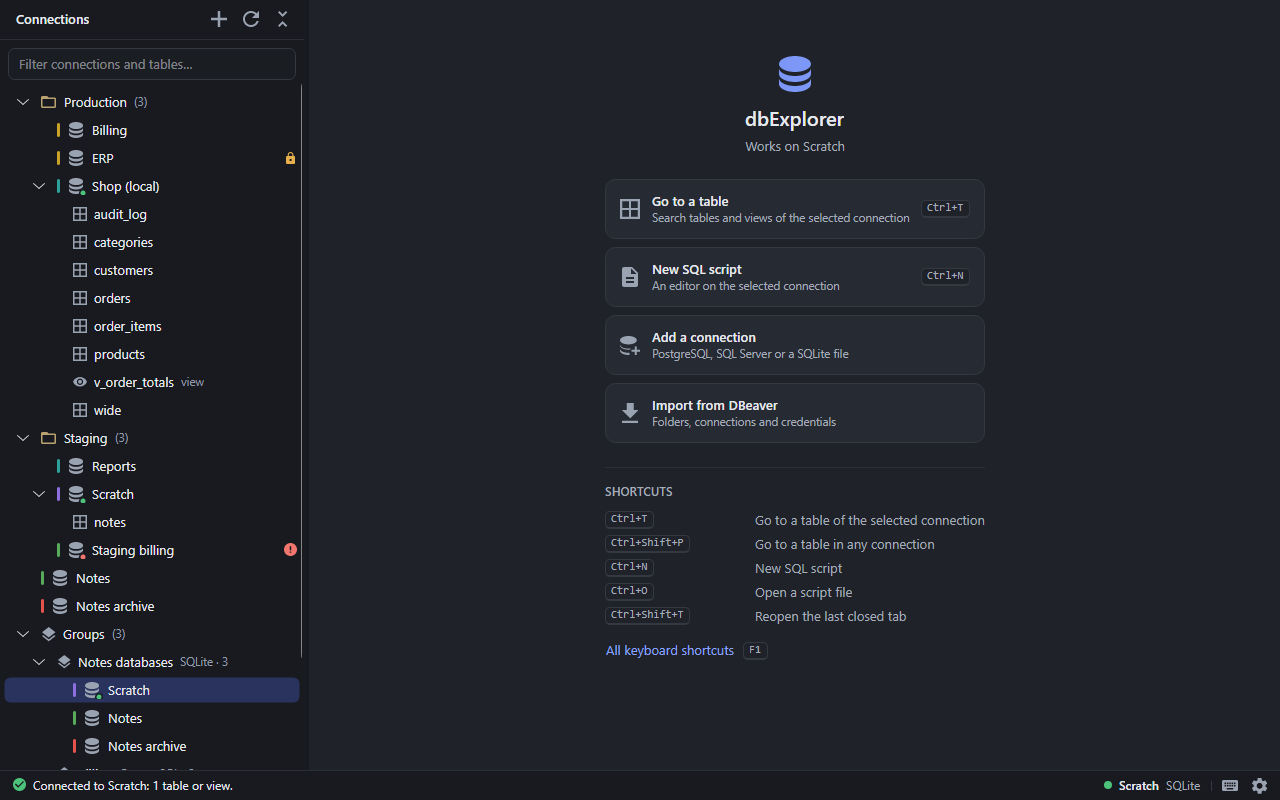 Connections
Filter connections and tables...
Production (3)
Billing
ERP
Shop (local)
audit_log
categories
customers
orders
order_items
products
v_order_totals view
wide
Staging (3)
Reports
Scratch
notes
Staging billing
Notes
Notes archive
Groups (3)
Notes databases SQLite · 3
Scratch
Notes
Notes archive
dbExplorer
Works on Scratch
Go to a table
Search tables and views of the selected connection
Ctrl+T
New SQL script
An editor on the selected connection
Ctrl+N
Add a connection
PostgreSQL, SQL Server or a SQLite file
Import from DBeaver
Folders, connections and credentials
SHORTCUTS
Ctrl+T Go to a table of the selected connection
Ctrl+Shift+P Go to a table in any connection
Ctrl+N New SQL script
Ctrl+O Open a script file
Ctrl+Shift+T Reopen the last closed tab
All keyboard shortcuts F1
Connected to Scratch: 1 table or view.
Scratch SQLite